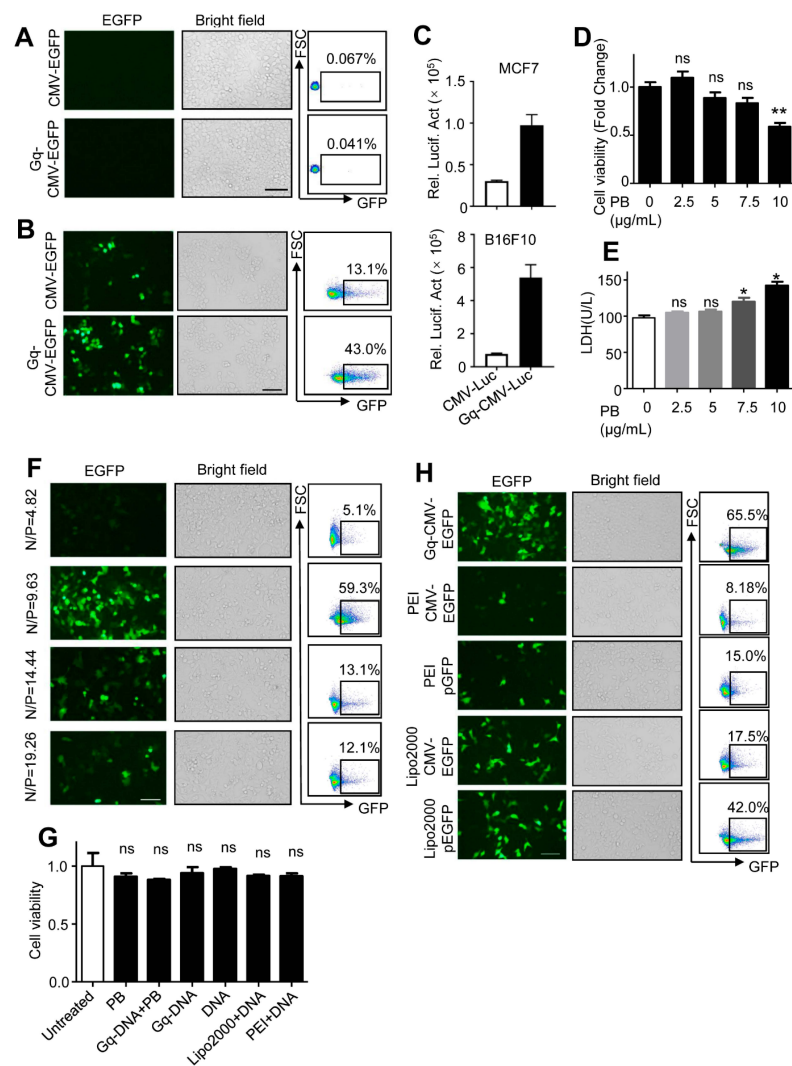 A
EGFP
Bright field
CMV-EGFP
Gq-
CMV-EGFP
FSC
0.067%
0.041%
GFP
B
CMV-EGFP
Gq-
CMV-EGFP
FSC
13.1%
43.0%
GFP
C
MCF7
Rel. Lucif. Act (× 10⁵)
1.5
1.0
0.5
0
B16F10
Rel. Lucif. Act (× 10⁵)
8
6
4
2
0
CMV-Luc
Gq-CMV-Luc
D
Cell viability (Fold Change)
1.0
0.5
0.0
ns
ns
ns
**
PB
0
2.5
5
7.5
10
(μg/mL)
E
LDH(U/L)
150
100
50
0
ns
ns
*
*
PB
0
2.5
5
7.5
10
(μg/mL)
F
EGFP
Bright field
N/P=4.82
N/P=9.63
N/P=14.44
N/P=19.26
FSC
5.1%
59.3%
13.1%
12.1%
GFP
G
Cell viability
1.0
0.5
0.0
ns
ns
ns
ns
ns
ns
Untreated
PB
Gq-DNA+PB
Gq-DNA
DNA
Lipo2000+DNA
PEI+DNA
H
EGFP
Bright field
Gq-CMV-
EGFP
PEI
CMV-
EGFP
PEI
pGFP
Lipo2000
CMV-
EGFP
Lipo2000
pEGFP
FSC
65.5%
8.18%
15.0%
17.5%
42.0%
GFP